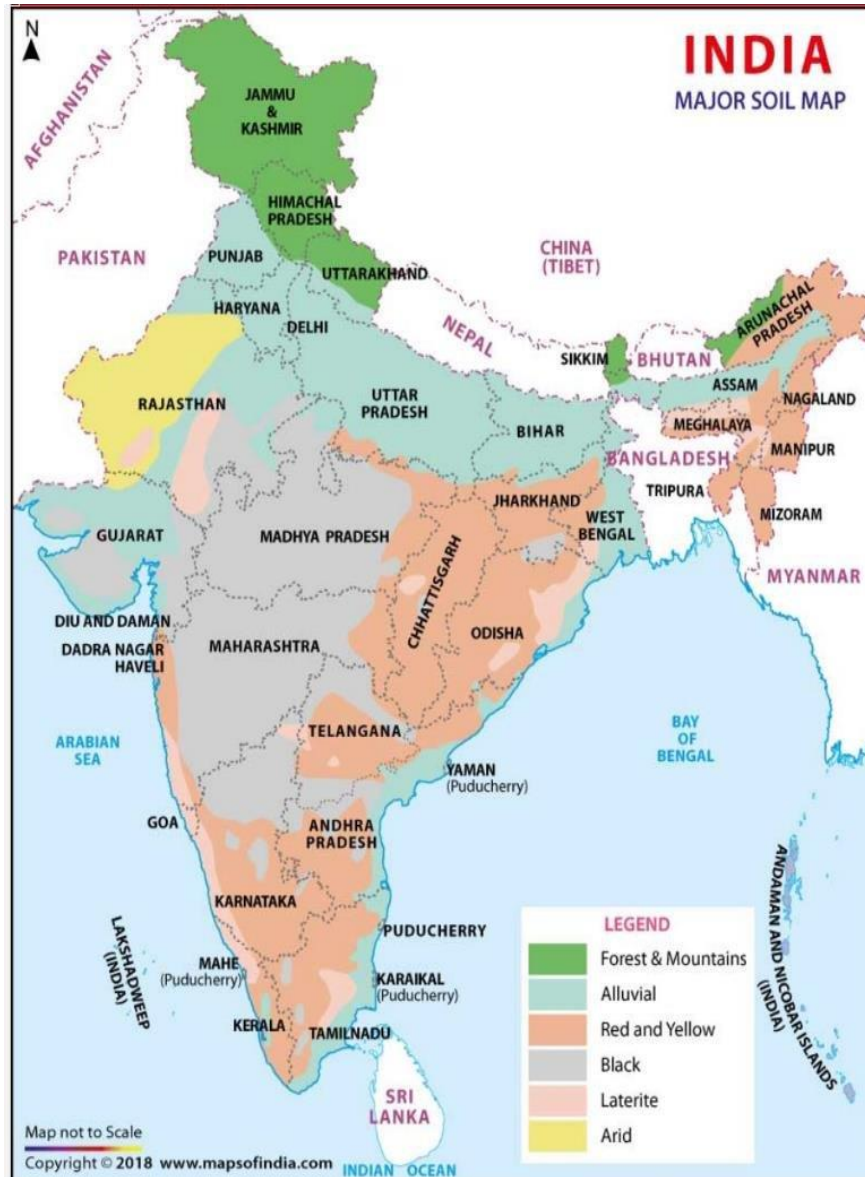 N
INDIA
MAJOR SOIL MAP
AFGHANISTAN
JAMMU
&
KASHMIR
HIMACHAL
PRADESH
PAKISTAN
PUNJAB
UTTARAKHAND
CHINA
(TIBET)
HARYANA
DELHI
NEPAL
SIKKIM
BHUTAN
ARUNACHAL
PRADESH
RAJASTHAN
UTTAR
PRADESH
ASSAM
NAGALAND
BIHAR
MEGHALAYA
BANGLADESH
MANIPUR
GUJARAT
MADHYA PRADESH
JHARKHAND
WEST
BENGAL
TRIPURA
MIZORAM
CHHATTISGARH
MYANMAR
DIU AND DAMAN
DADRA NAGAR
HAVELI
MAHARASHTRA
ODISHA
ARABIAN
SEA
TELANGANA
BAY
OF
BENGAL
YAMAN
(Puducherry)
GOA
ANDHRA
PRADESH
KARNATAKA
LAKSHADWEEP
(INDIA)
MAHE
(Puducherry)
PUDUCHERRY
KARAIKAL
(Puducherry)
KERALA
TAMILNADU
SRI
LANKA
ANDAMAN AND NICOBAR ISLANDS
(INDIA)
LEGEND
Forest & Mountains
Alluvial
Red and Yellow
Black
Laterite
Arid
Map not to Scale
Copyright © 2018 www.mapsofindia.com
INDIAN OCEAN